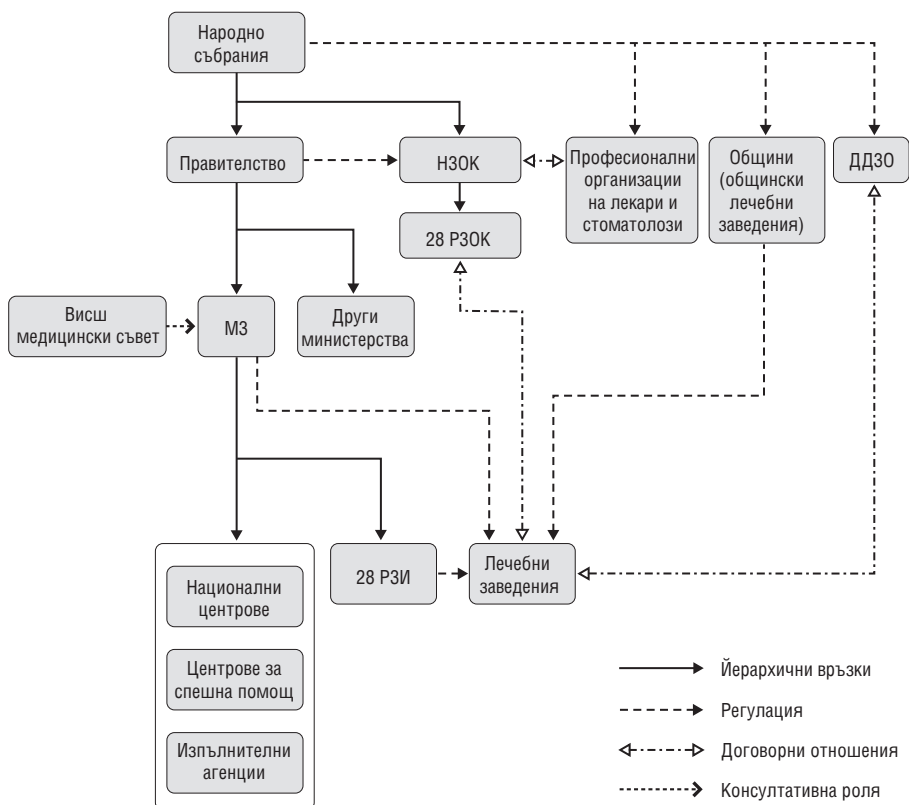 Народно
събрания
Правителство
НЗОК
Професионални
организации
на лекари и
стоматолози
Общини
(общински
лечебни
заведения)
ДДЗО
28 РЗОК
Висш
медицински съвет
МЗ
Други
министерства
28 РЗИ
Лечебни
заведения
Национални
центрове
Центрове за
спешна помощ
Изпълнителни
агенции
Йерархични връзки
Регулация
Договорни отношения
Консултативна роля